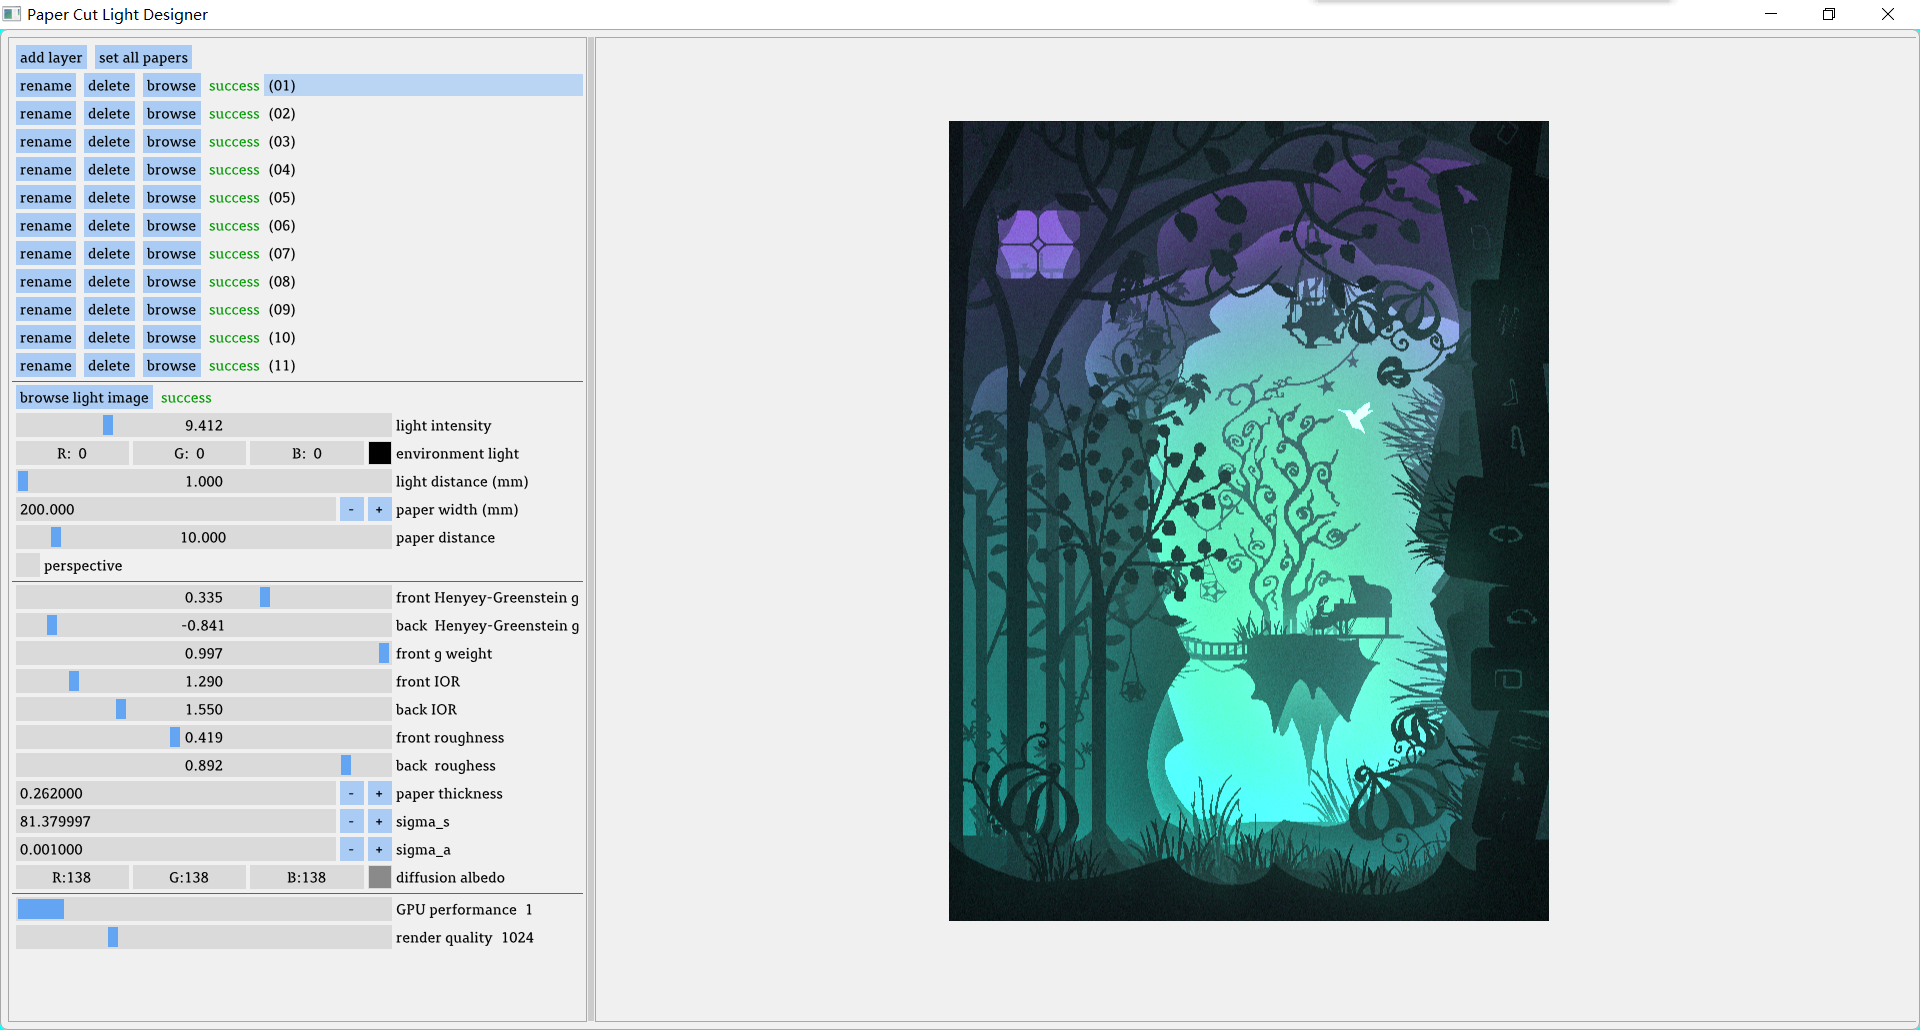 Paper Cut Light Designer
add layer set all papers
rename delete browse success (01)
rename delete browse success (02)
rename delete browse success (03)
rename delete browse success (04)
rename delete browse success (05)
rename delete browse success (06)
rename delete browse success (07)
rename delete browse success (08)
rename delete browse success (09)
rename delete browse success (10)
rename delete browse success (11)
browse light image success
9.412 light intensity
R: 0 G: 0 B: 0 environment light
1.000 light distance (mm)
200.000 - + paper width (mm)
10.000 paper distance
perspective
0.335 front Henyey-Greenstein g
-0.841 back Henyey-Greenstein g
0.997 front g weight
1.290 front IOR
1.550 back IOR
0.419 front roughness
0.892 back roughess
0.262000 - + paper thickness
81.379997 - + sigma_s
0.001000 - + sigma_a
R:138 G:138 B:138 diffusion albedo
GPU performance 1
render quality 1024